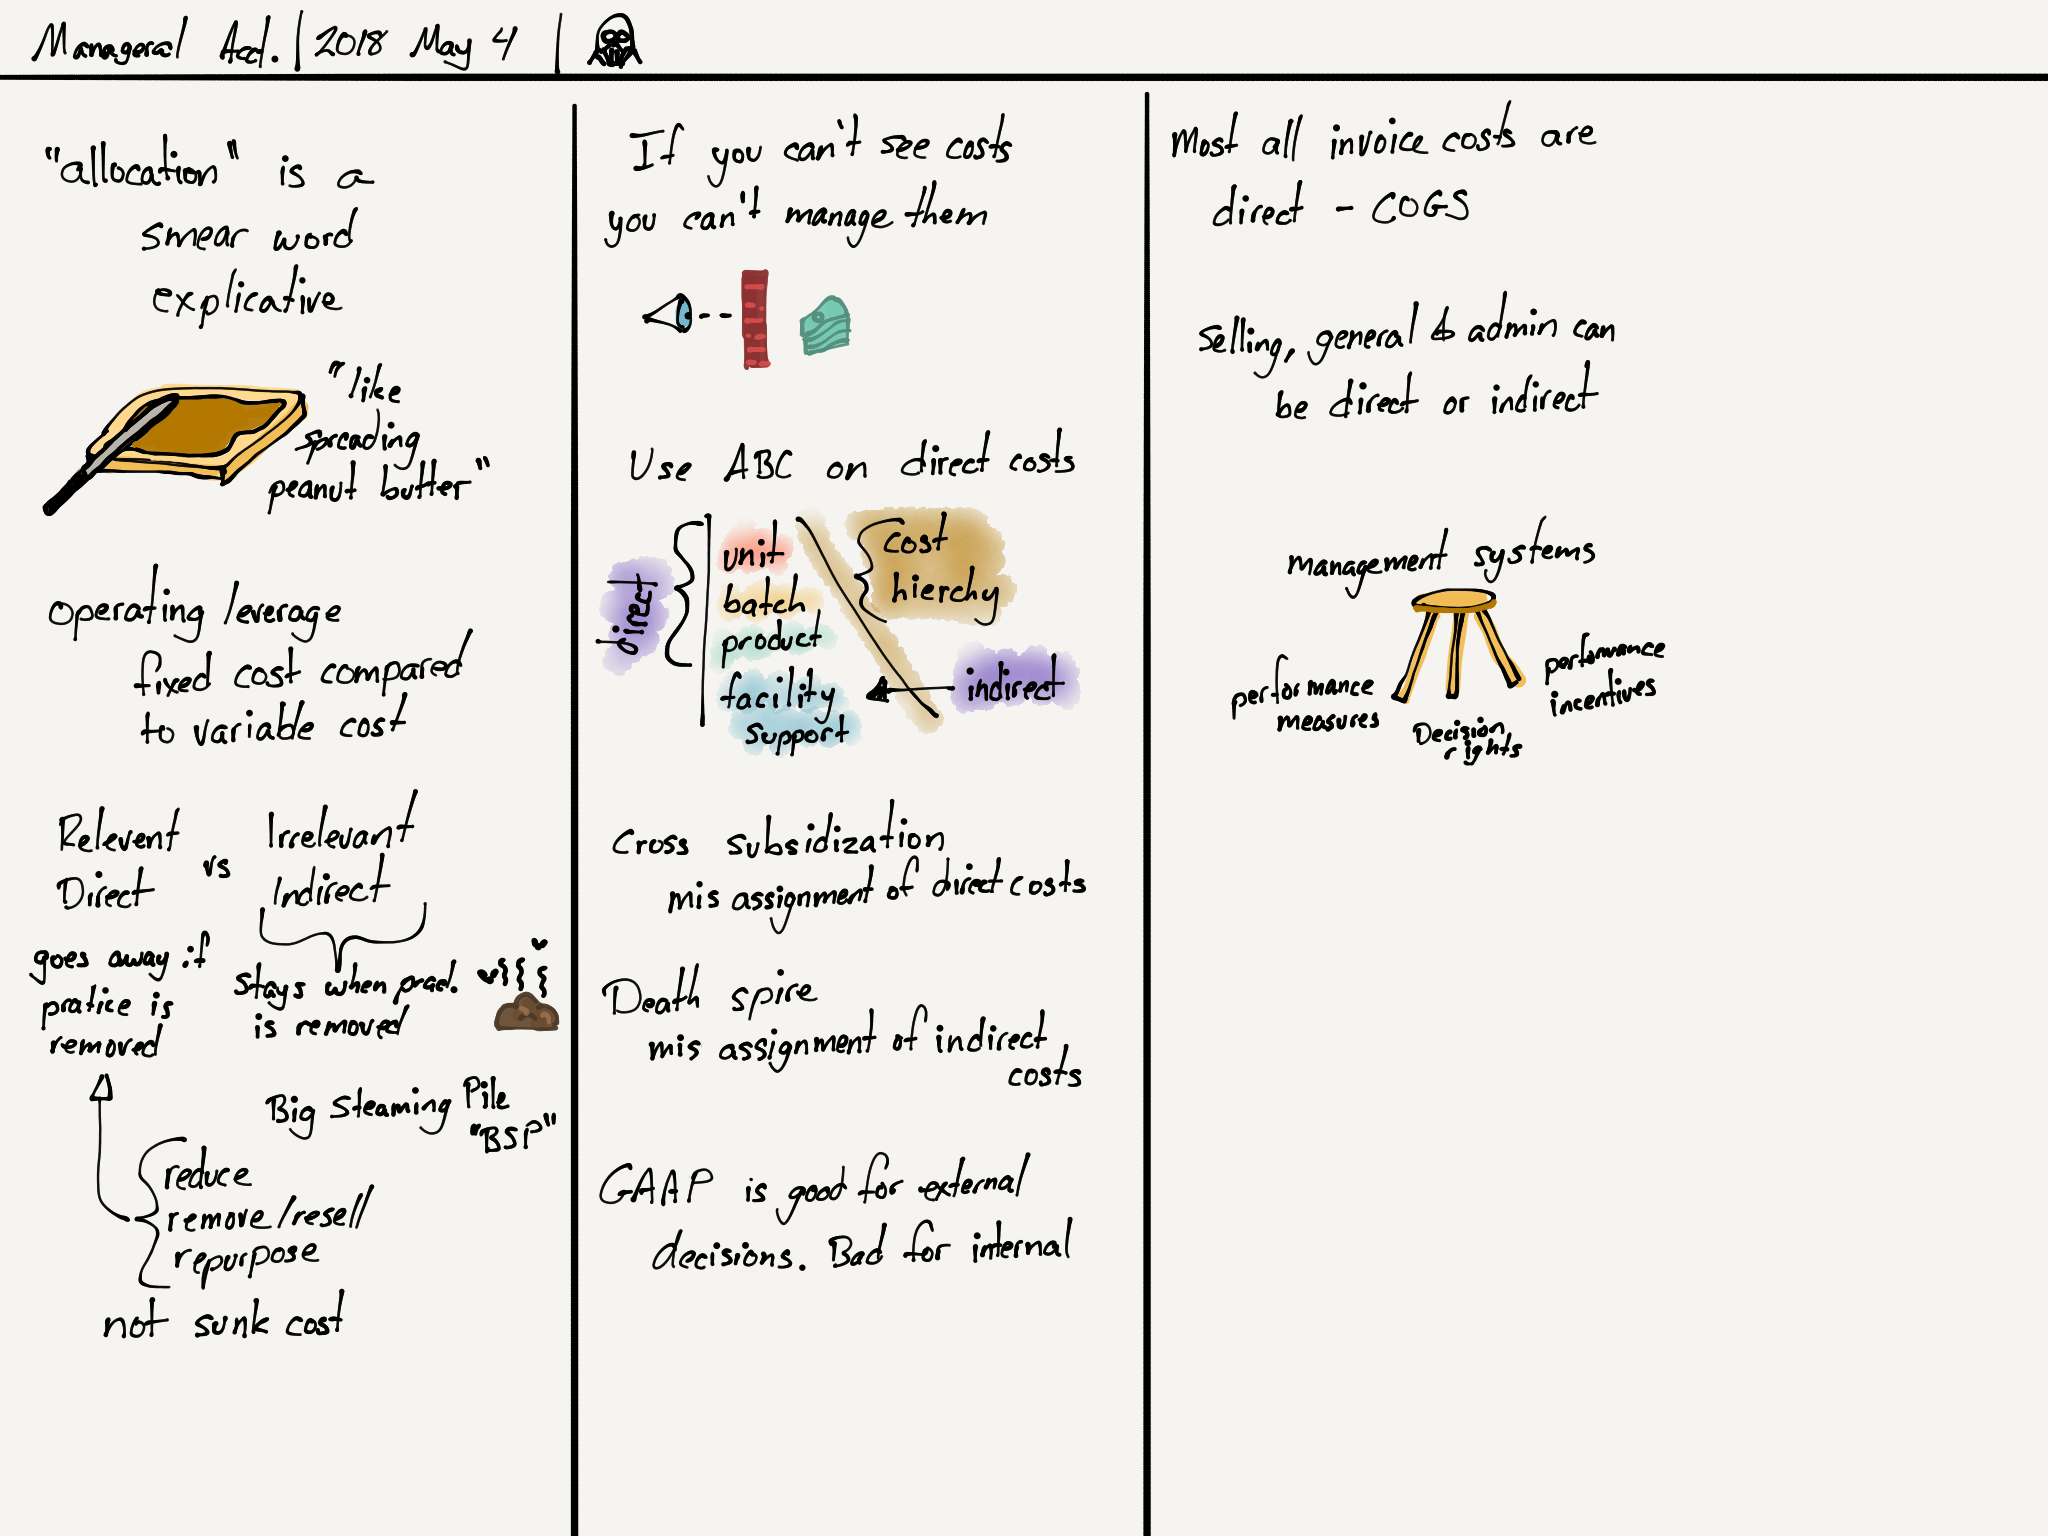 Manageral Acct. | 2018 May 4 |
"allocation" is a
smear word
explicative
"like
spreading
peanut butter"
Operating leverage
fixed cost compared
to variable cost
Relevent vs Irrelevant
Direct Indirect
goes away if
pratice is
removed
stays when prac.
is removed
Big Steaming Pile
"BSP"
reduce
remove/resell
repurpose
not sunk cost
If you can't see costs
you can't manage them
Use ABC on direct costs
direct
unit
batch
product
facility
support
cost
hierchy
indirect
Cross subsidization
mis assignment of direct costs
Death spire
mis assignment of indirect
costs
GAAP is good for external
decisions. Bad for internal
Most all invoice costs are
direct - COGS
Selling, general & admin can
be direct or indirect
management systems
performance
measures
Decision
rights
performance
incentives